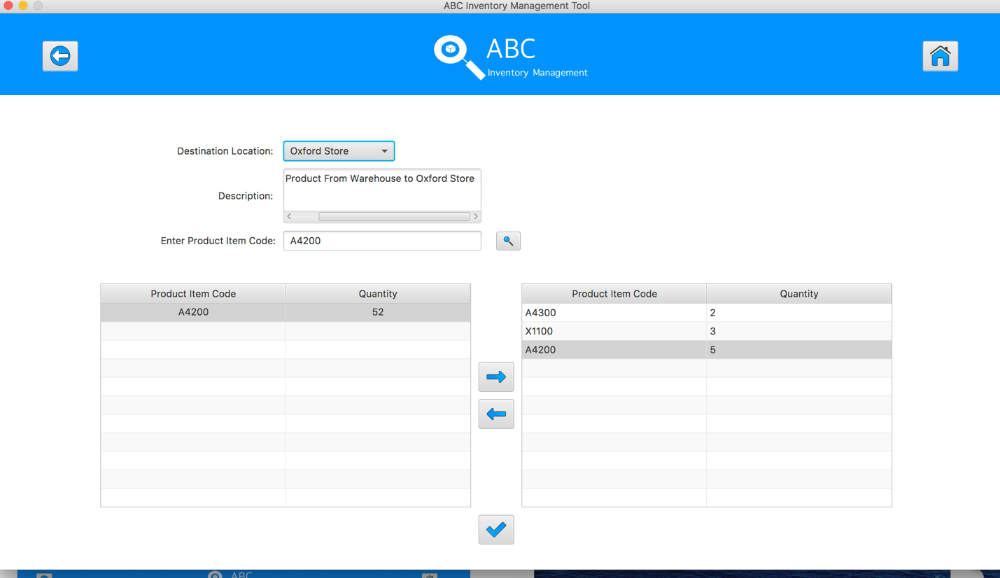 ABC Inventory Management Tool
ABC
Inventory Management
Destination Location: Oxford Store
Description: Product From Warehouse to Oxford Store
Enter Product Item Code: A4200
Product Item Code Quantity
A4200 52
Product Item Code Quantity
A4300 2
X1100 3
A4200 5
ABC